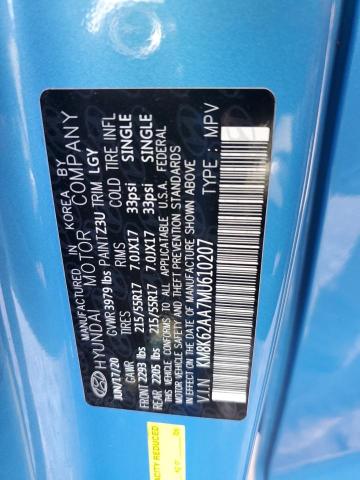 MANUFACTURED IN KOREA BY
HYUNDAI MOTOR COMPANY
JUN/17/20 GVWR 3979 lbs PAINT Z3U TRIM LGY
GAWR TIRES RIMS COLD TIRE INFL
FRONT 2293 lbs 215/55R17 7.0JX17 33psi SINGLE
REAR 2205 lbs 215/55R17 7.0JX17 33psi SINGLE
THIS VEHICLE CONFORMS TO ALL APPLICABLE U.S.A. FEDERAL
MOTOR VEHICLE SAFETY, BUMPER, AND THEFT PREVENTION STANDARDS
IN EFFECT ON THE DATE OF MANUFACTURE SHOWN ABOVE.
V.I.N : KM8K62AA7MU610207 TYPE : MPV
ACITY REDUCED